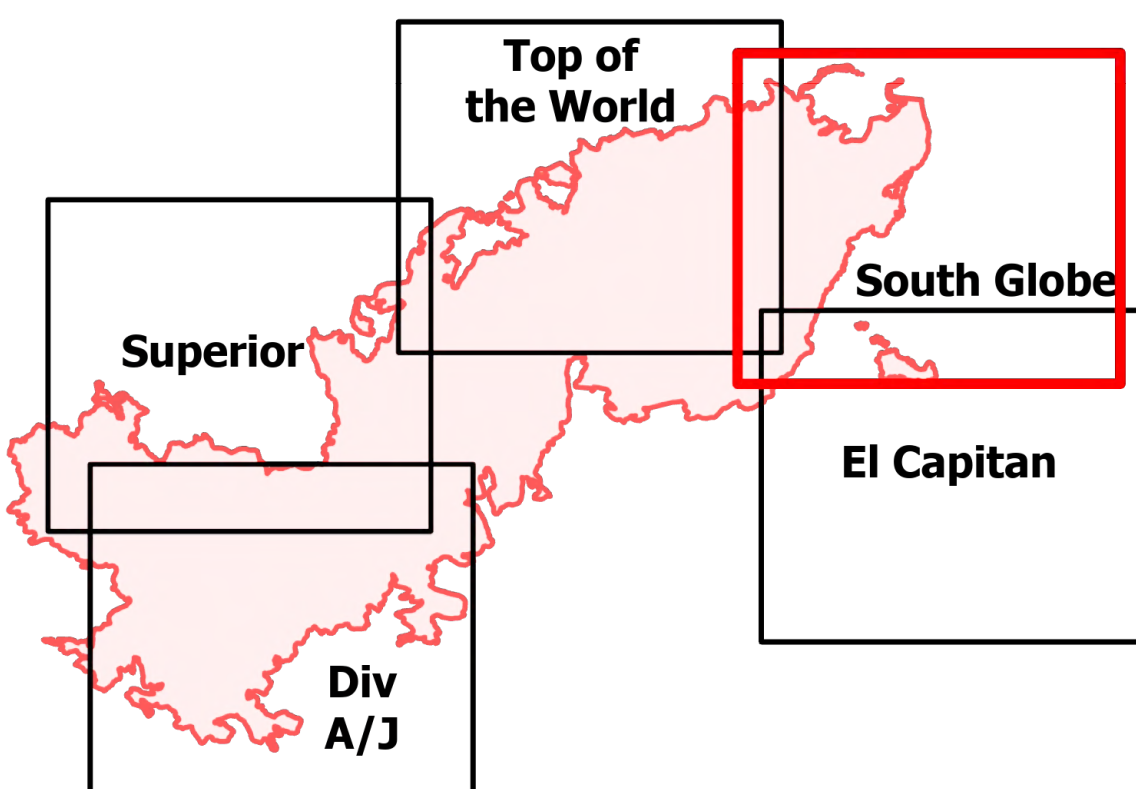 Top of
the World
South Globe
Superior
El Capitan
Div
A/J